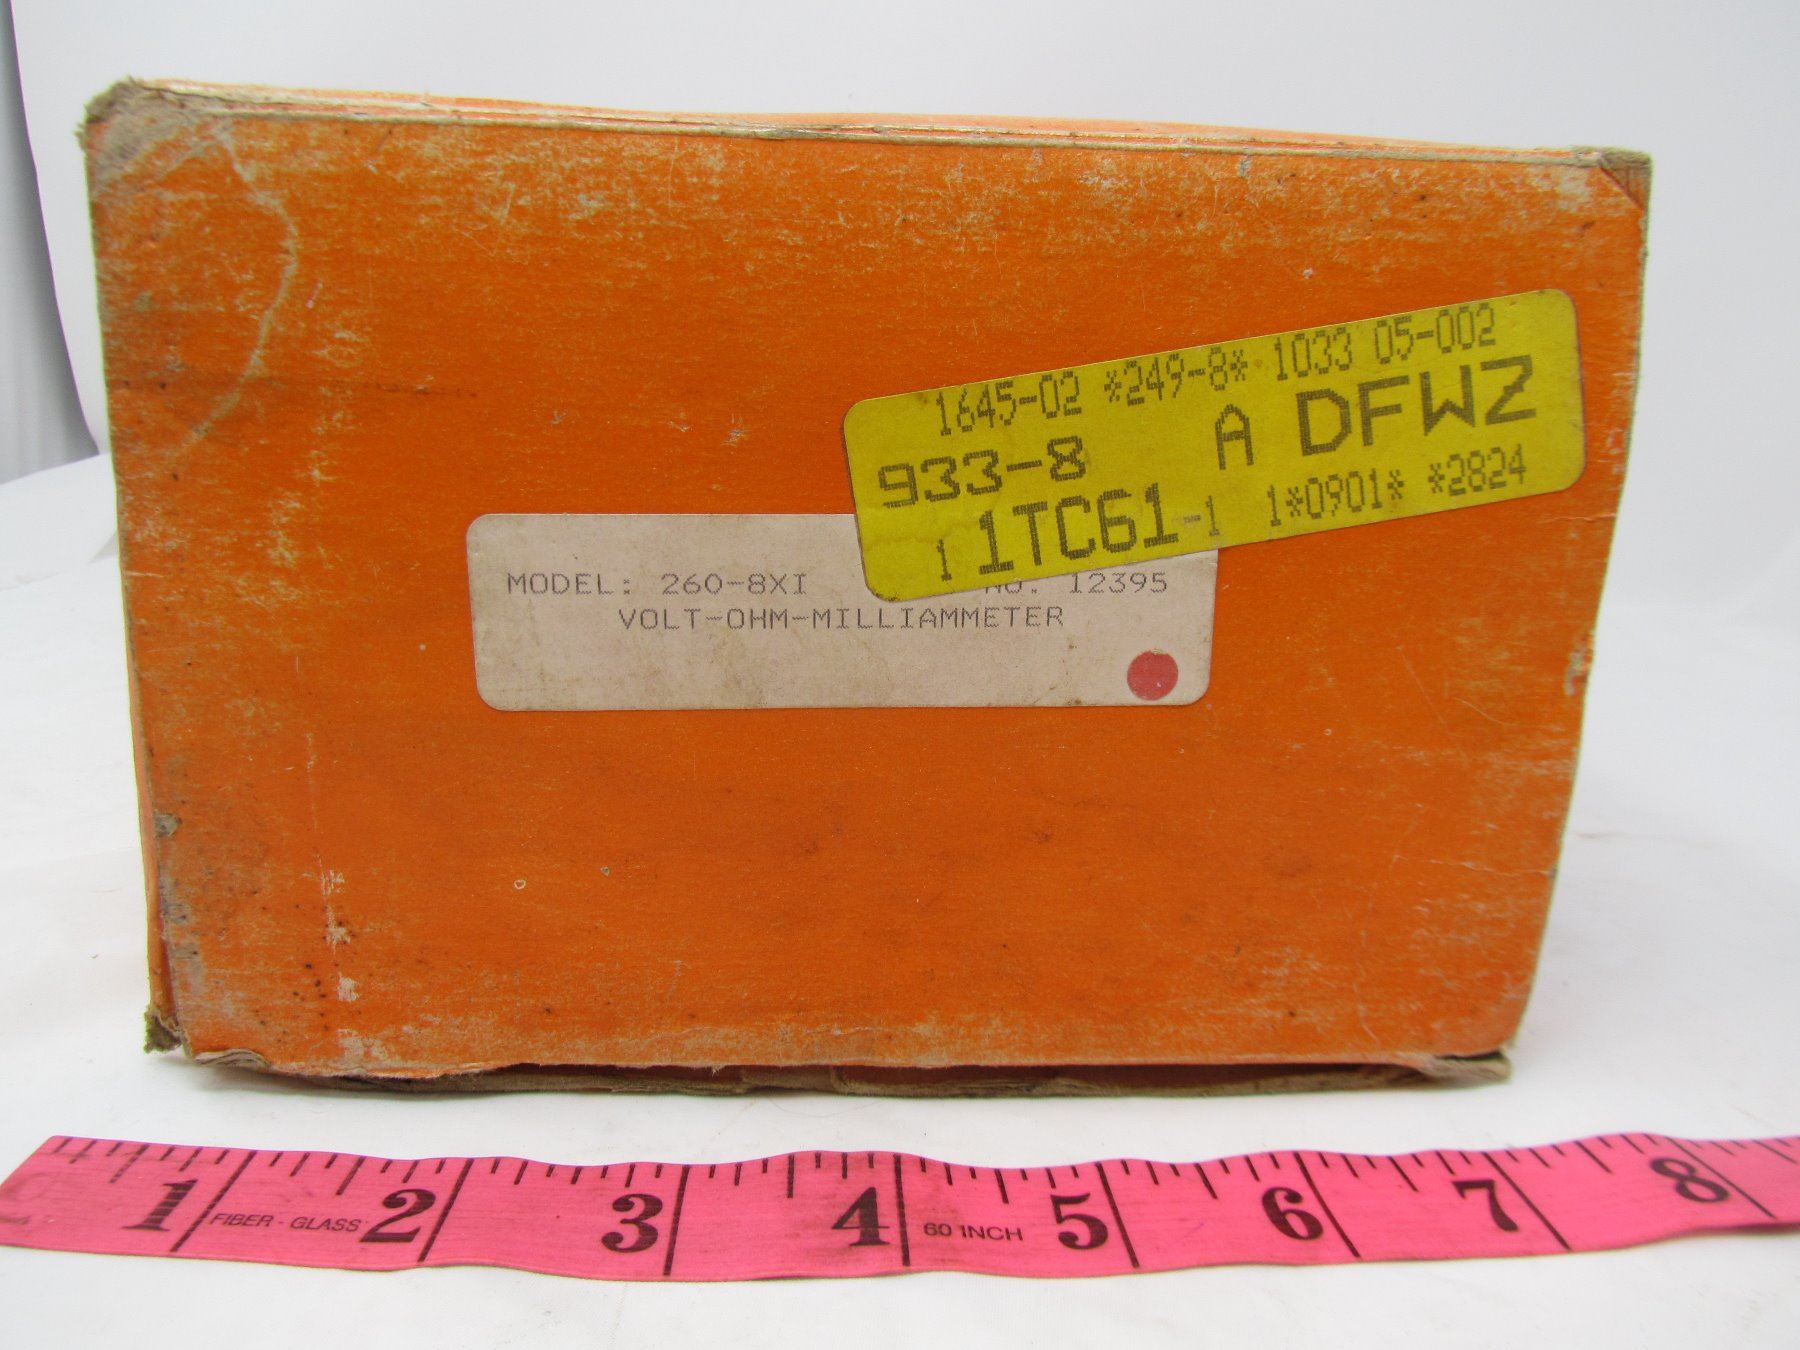 1645-02 *249-8* 1033 05-002
933-8 A DFWZ
1 1TC61-1 1*0901* *2824
MODEL: 260-8XI NO. 12395
VOLT-OHM-MILLIAMMETER
1 2 3 4 5 6 7 8
FIBER-GLASS 60 INCH